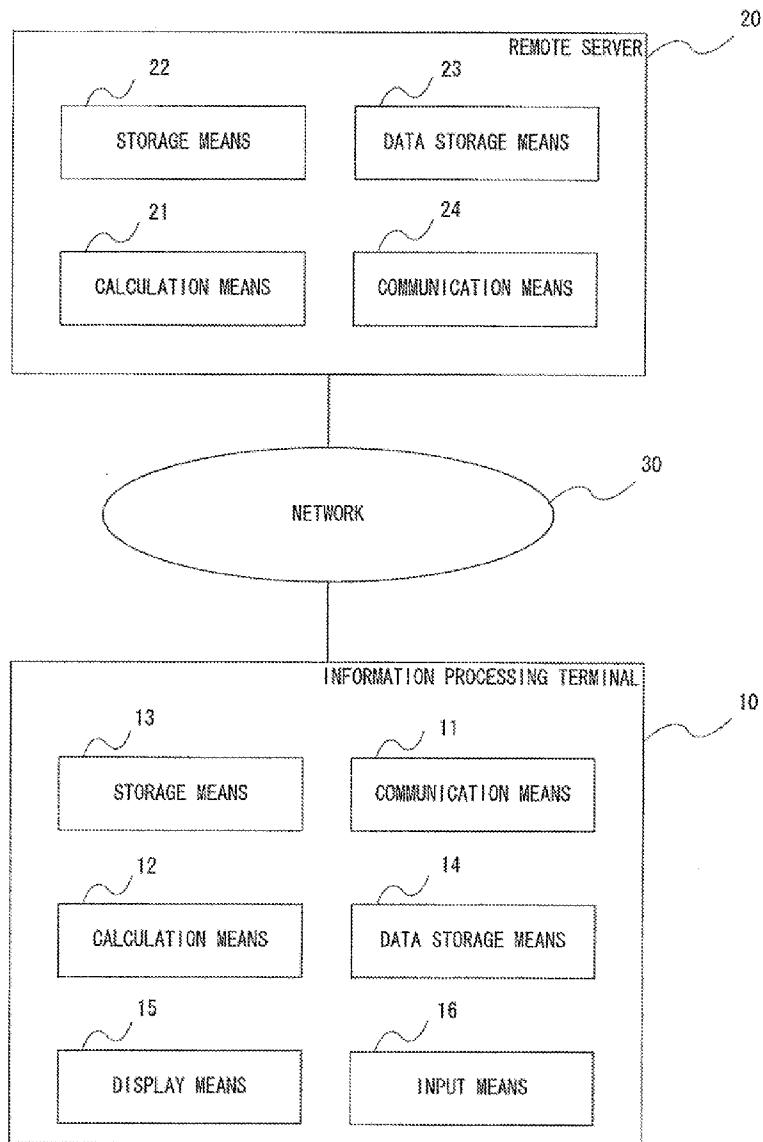 20
REMOTE SERVER
22
23
STORAGE MEANS
DATA STORAGE MEANS
21
24
CALCULATION MEANS
COMMUNICATION MEANS
30
NETWORK
INFORMATION PROCESSING TERMINAL
10
13
11
STORAGE MEANS
COMMUNICATION MEANS
12
14
CALCULATION MEANS
DATA STORAGE MEANS
15
16
DISPLAY MEANS
INPUT MEANS